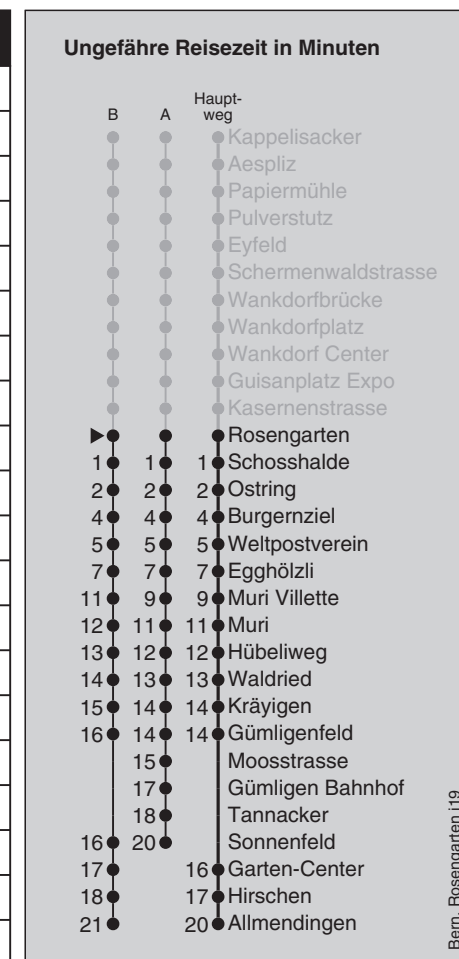 Ungefähre Reisezeit in Minuten
B A Haupt-
weg
Kappelisacker
Aespliz
Papiermühle
Pulverstutz
Eyfeld
Schermenwaldstrasse
Wankdorfbrücke
Wankdorfplatz
Wankdorf Center
Guisanplatz Expo
Kasernenstrasse
Rosengarten
1 1 1 Schosshalde
2 2 2 Ostring
4 4 4 Burgernziel
5 5 5 Weltpostverein
7 7 7 Egghölzli
11 9 9 Muri Villette
12 11 11 Muri
13 12 12 Hübeliweg
14 13 13 Waldried
15 14 14 Kräyigen
16 14 14 Gümligenfeld
15 Moosstrasse
17 Gümligen Bahnhof
18 Tannacker
16 20 Sonnenfeld
17 16 Garten-Center
18 17 Hirschen
21 20 Allmendingen
Bern, Rosengarten i19